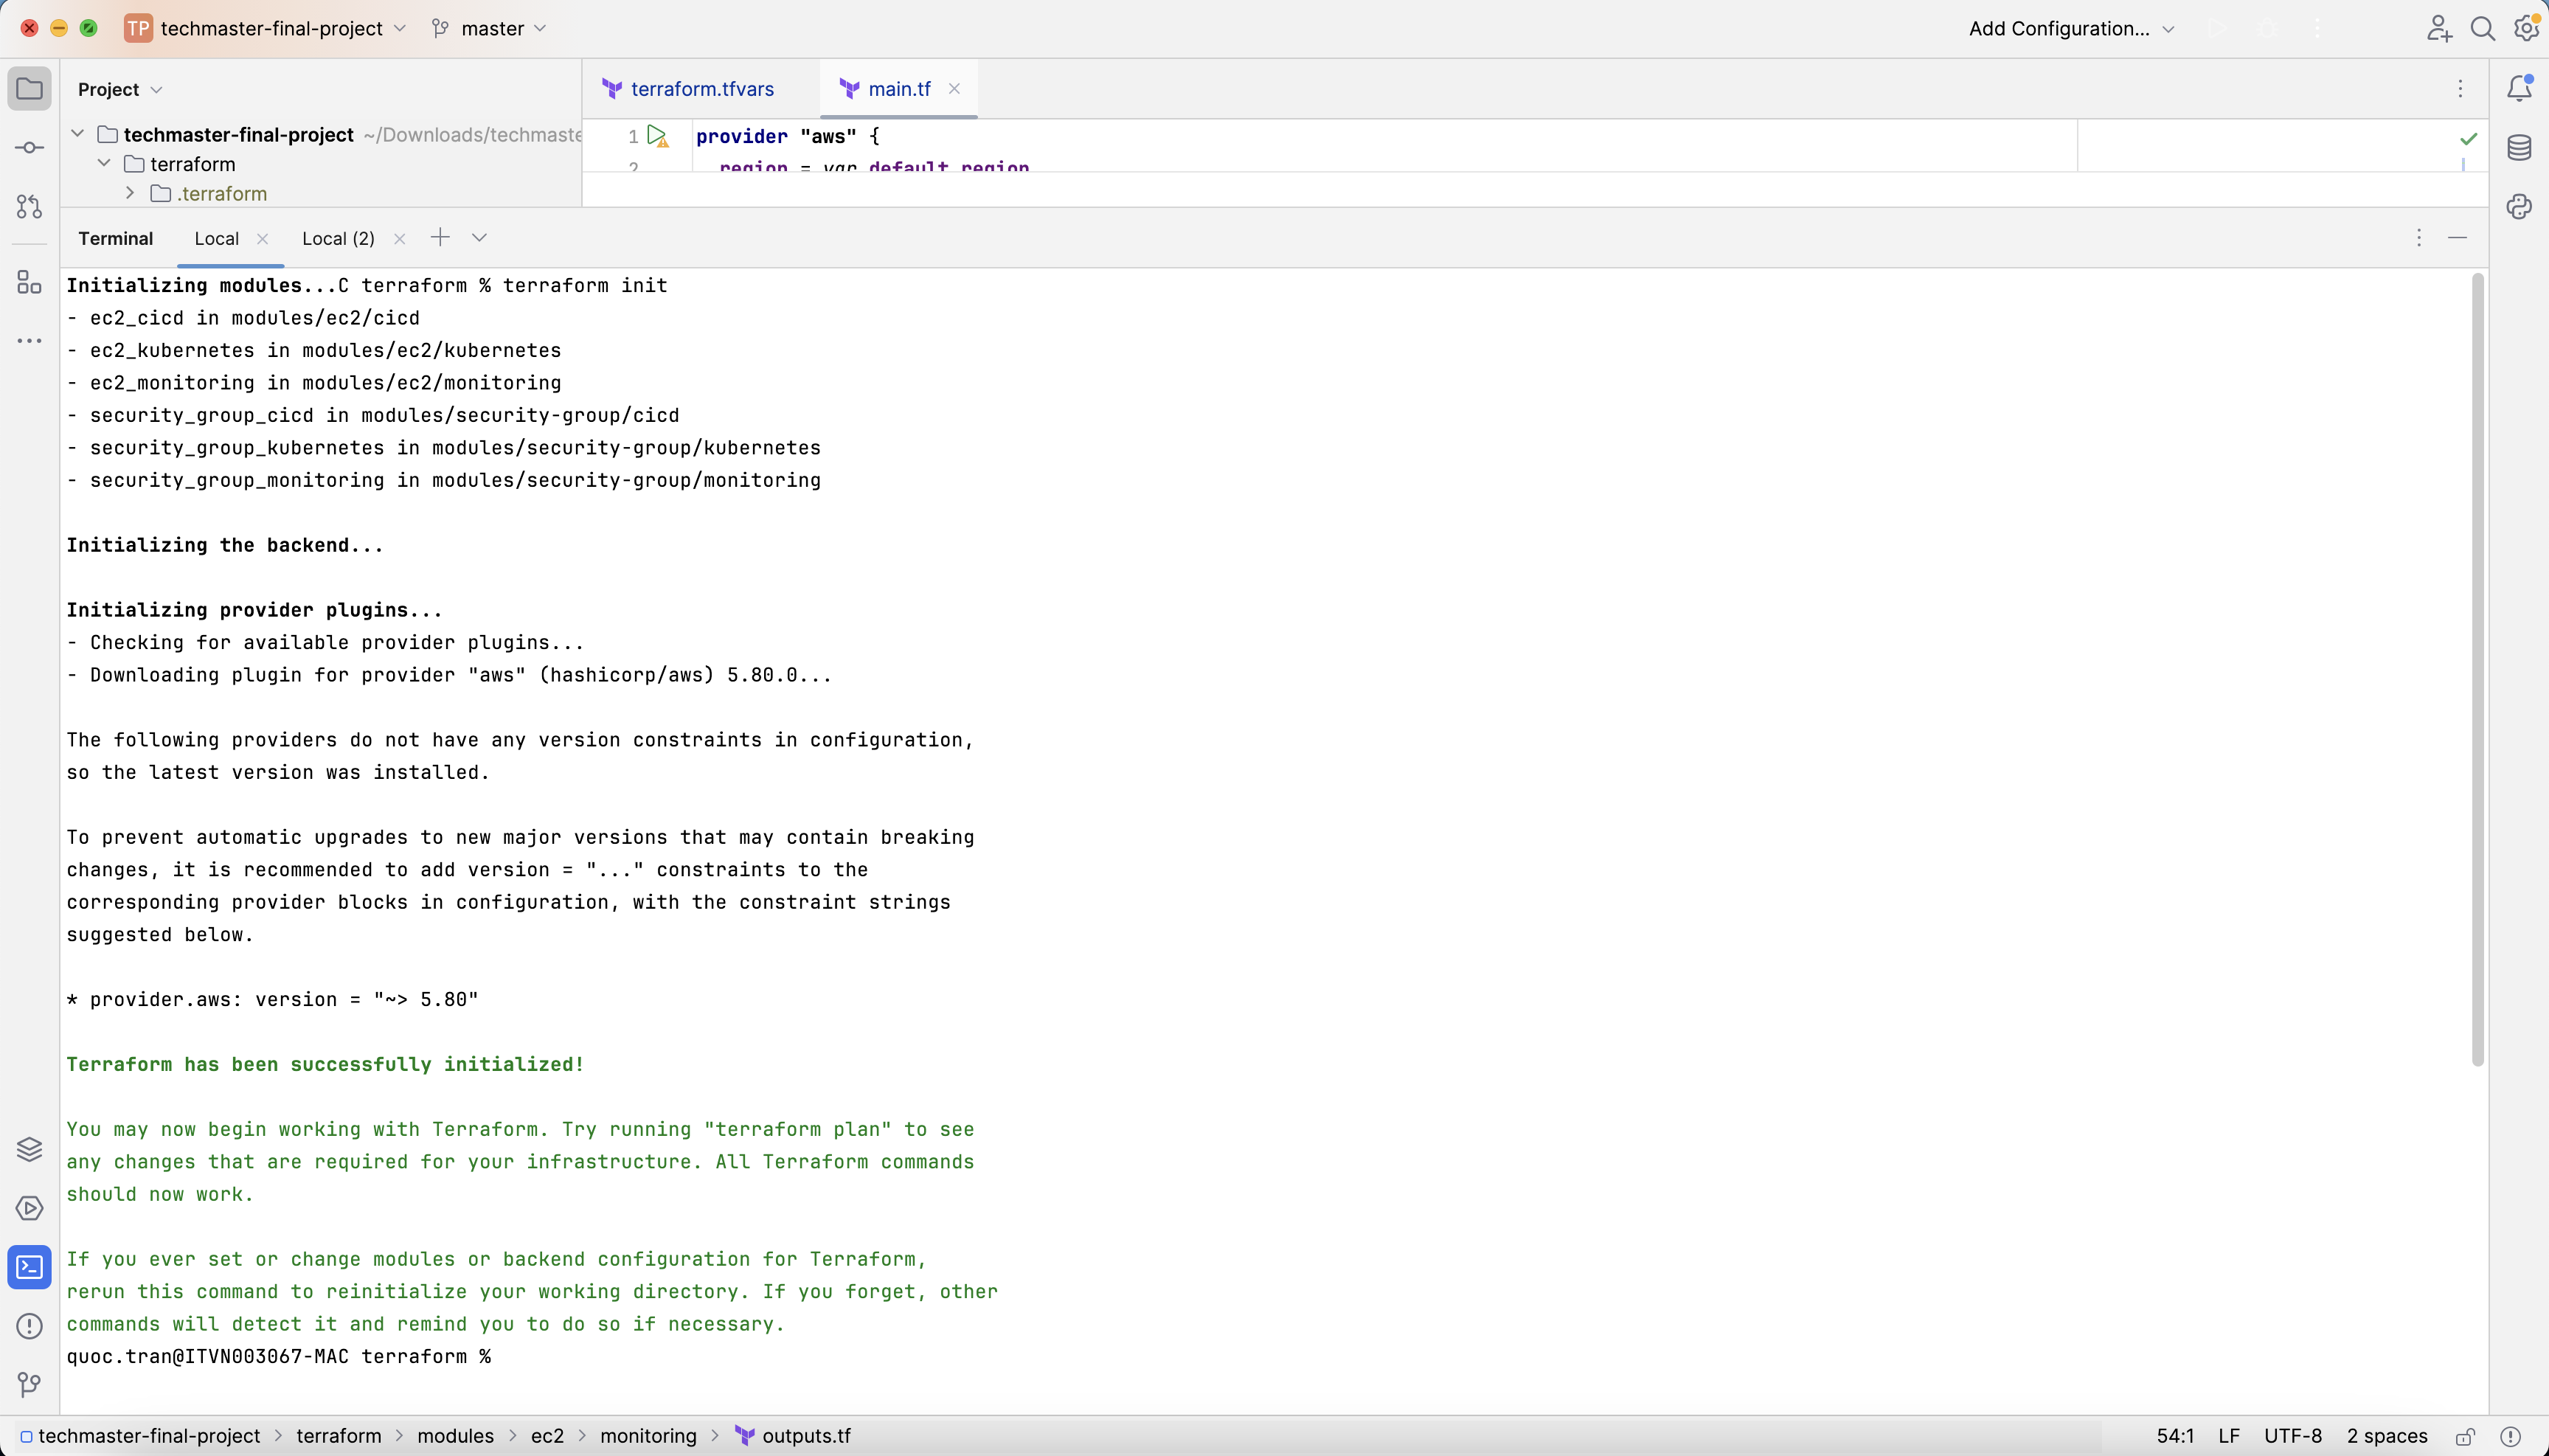 TP techmaster-final-project master Add Configuration...
Project
terraform.tfvars main.tf
techmaster-final-project ~/Downloads/techmaste
terraform
.terraform
1 provider "aws" {
2 region = var.default_region
Terminal Local Local (2)
Initializing modules...C terraform % terraform init
- ec2_cicd in modules/ec2/cicd
- ec2_kubernetes in modules/ec2/kubernetes
- ec2_monitoring in modules/ec2/monitoring
- security_group_cicd in modules/security-group/cicd
- security_group_kubernetes in modules/security-group/kubernetes
- security_group_monitoring in modules/security-group/monitoring
Initializing the backend...
Initializing provider plugins...
- Checking for available provider plugins...
- Downloading plugin for provider "aws" (hashicorp/aws) 5.80.0...
The following providers do not have any version constraints in configuration,
so the latest version was installed.
To prevent automatic upgrades to new major versions that may contain breaking
changes, it is recommended to add version = "..." constraints to the
corresponding provider blocks in configuration, with the constraint strings
suggested below.
* provider.aws: version = "~> 5.80"
Terraform has been successfully initialized!
You may now begin working with Terraform. Try running "terraform plan" to see
any changes that are required for your infrastructure. All Terraform commands
should now work.
If you ever set or change modules or backend configuration for Terraform,
rerun this command to reinitialize your working directory. If you forget, other
commands will detect it and remind you to do so if necessary.
quoc.tran@ITVN003067-MAC terraform %
techmaster-final-project > terraform > modules > ec2 > monitoring > outputs.tf 54:1 LF UTF-8 2 spaces